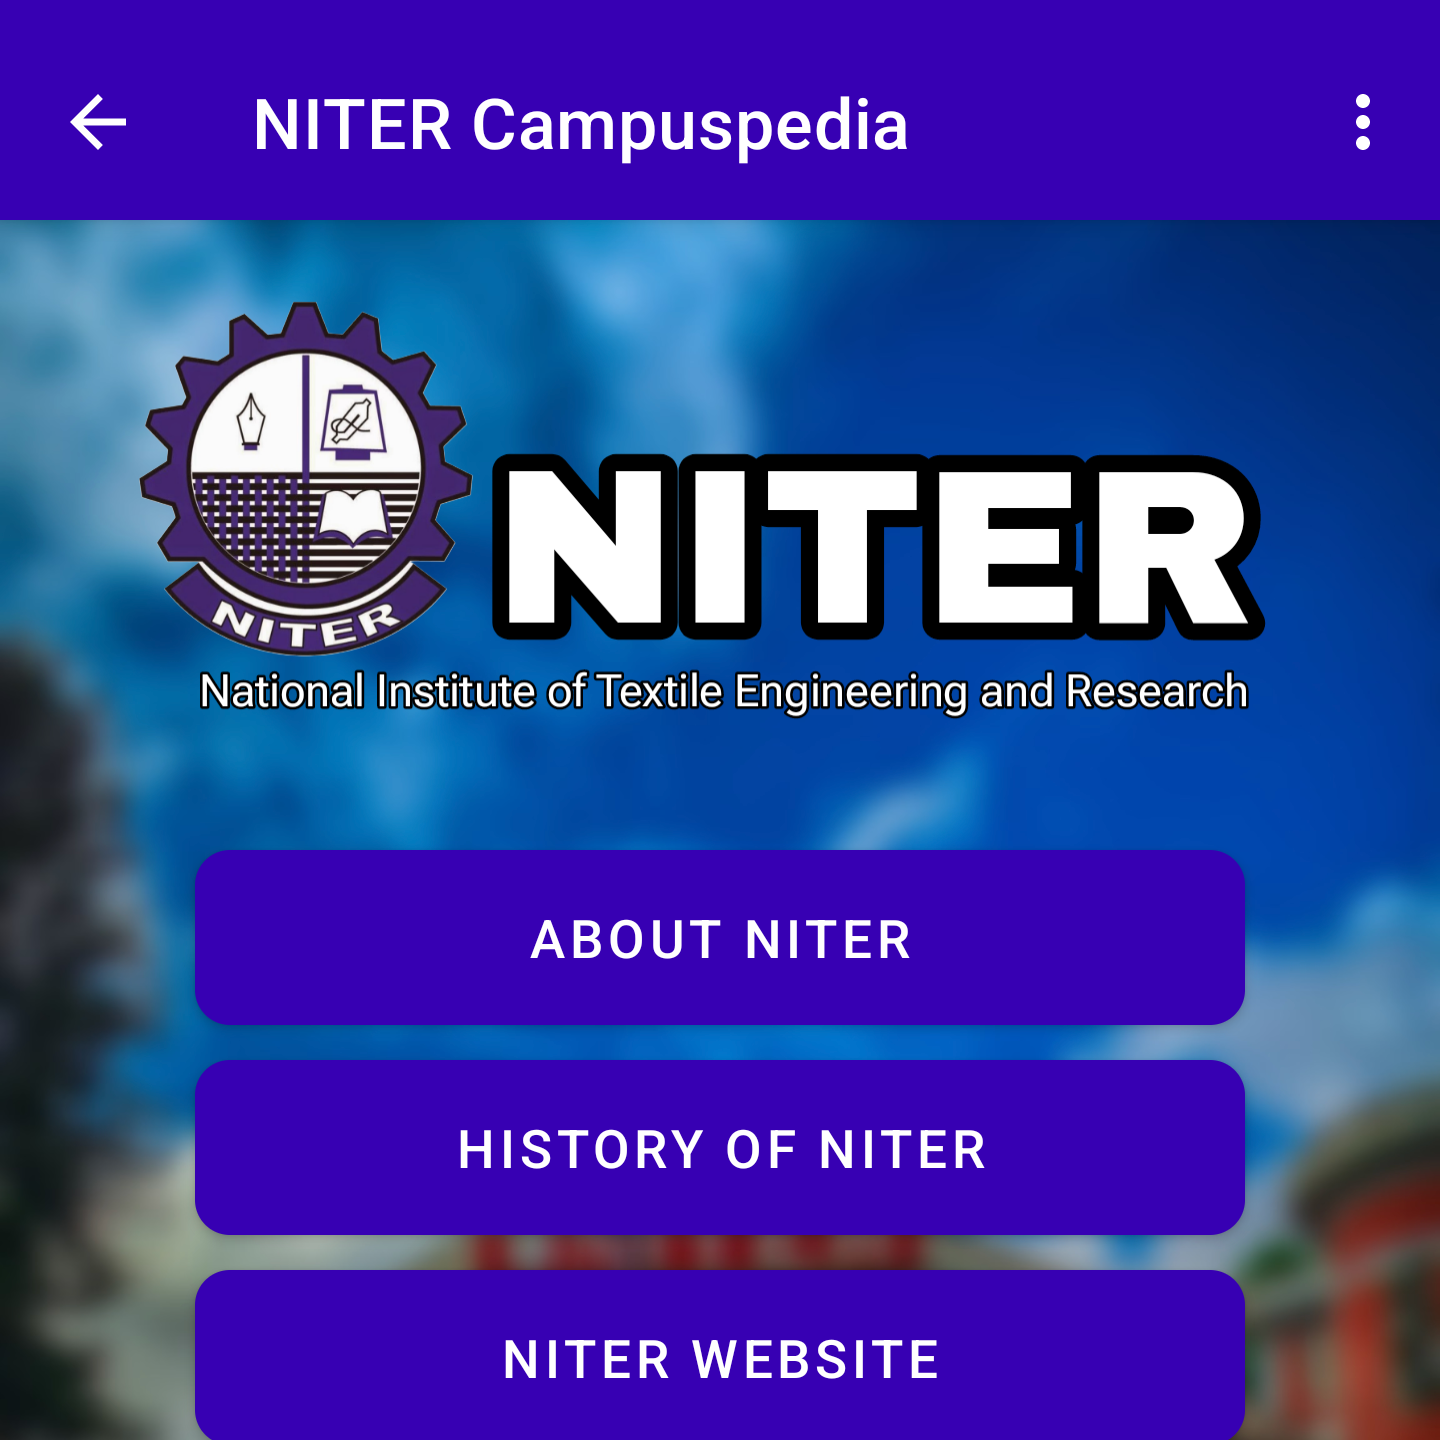 NITER Campuspedia
NITER
NITER
National Institute of Textile Engineering and Research
ABOUT NITER
HISTORY OF NITER
NITER WEBSITE